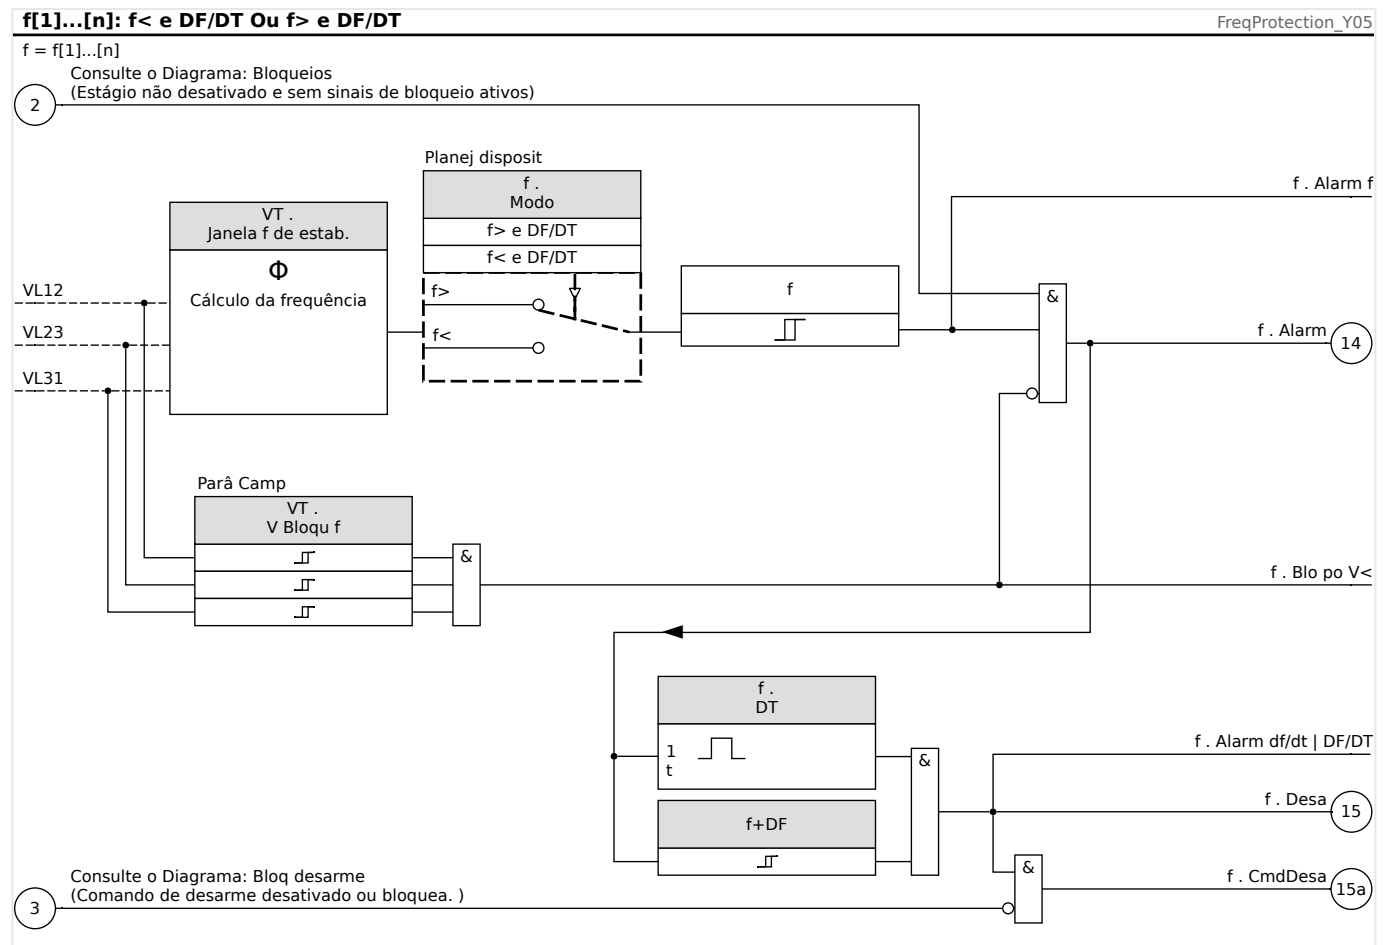 f[1]...[n]: f< e DF/DT Ou f> e DF/DT
FreqProtection_Y05
f = f[1]...[n]
Consulte o Diagrama: Bloqueios
(Estágio não desativado e sem sinais de bloqueio ativos)
2
Planej disposit
f .
Modo
f> e DF/DT
f< e DF/DT
f>
f<
VT .
Janela f de estab.
Φ
Cálculo da frequência
VL12
VL23
VL31
f
&
f . Alarm f
f . Alarm
14
Parâ Camp
VT .
V Bloqu f
&
f . Blo po V<
f .
DT
1
t
&
f+DF
f . Alarm df/dt | DF/DT
f . Desa
15
&
f . CmdDesa
15a
Consulte o Diagrama: Bloq desarme
(Comando de desarme desativado ou bloquea. )
3